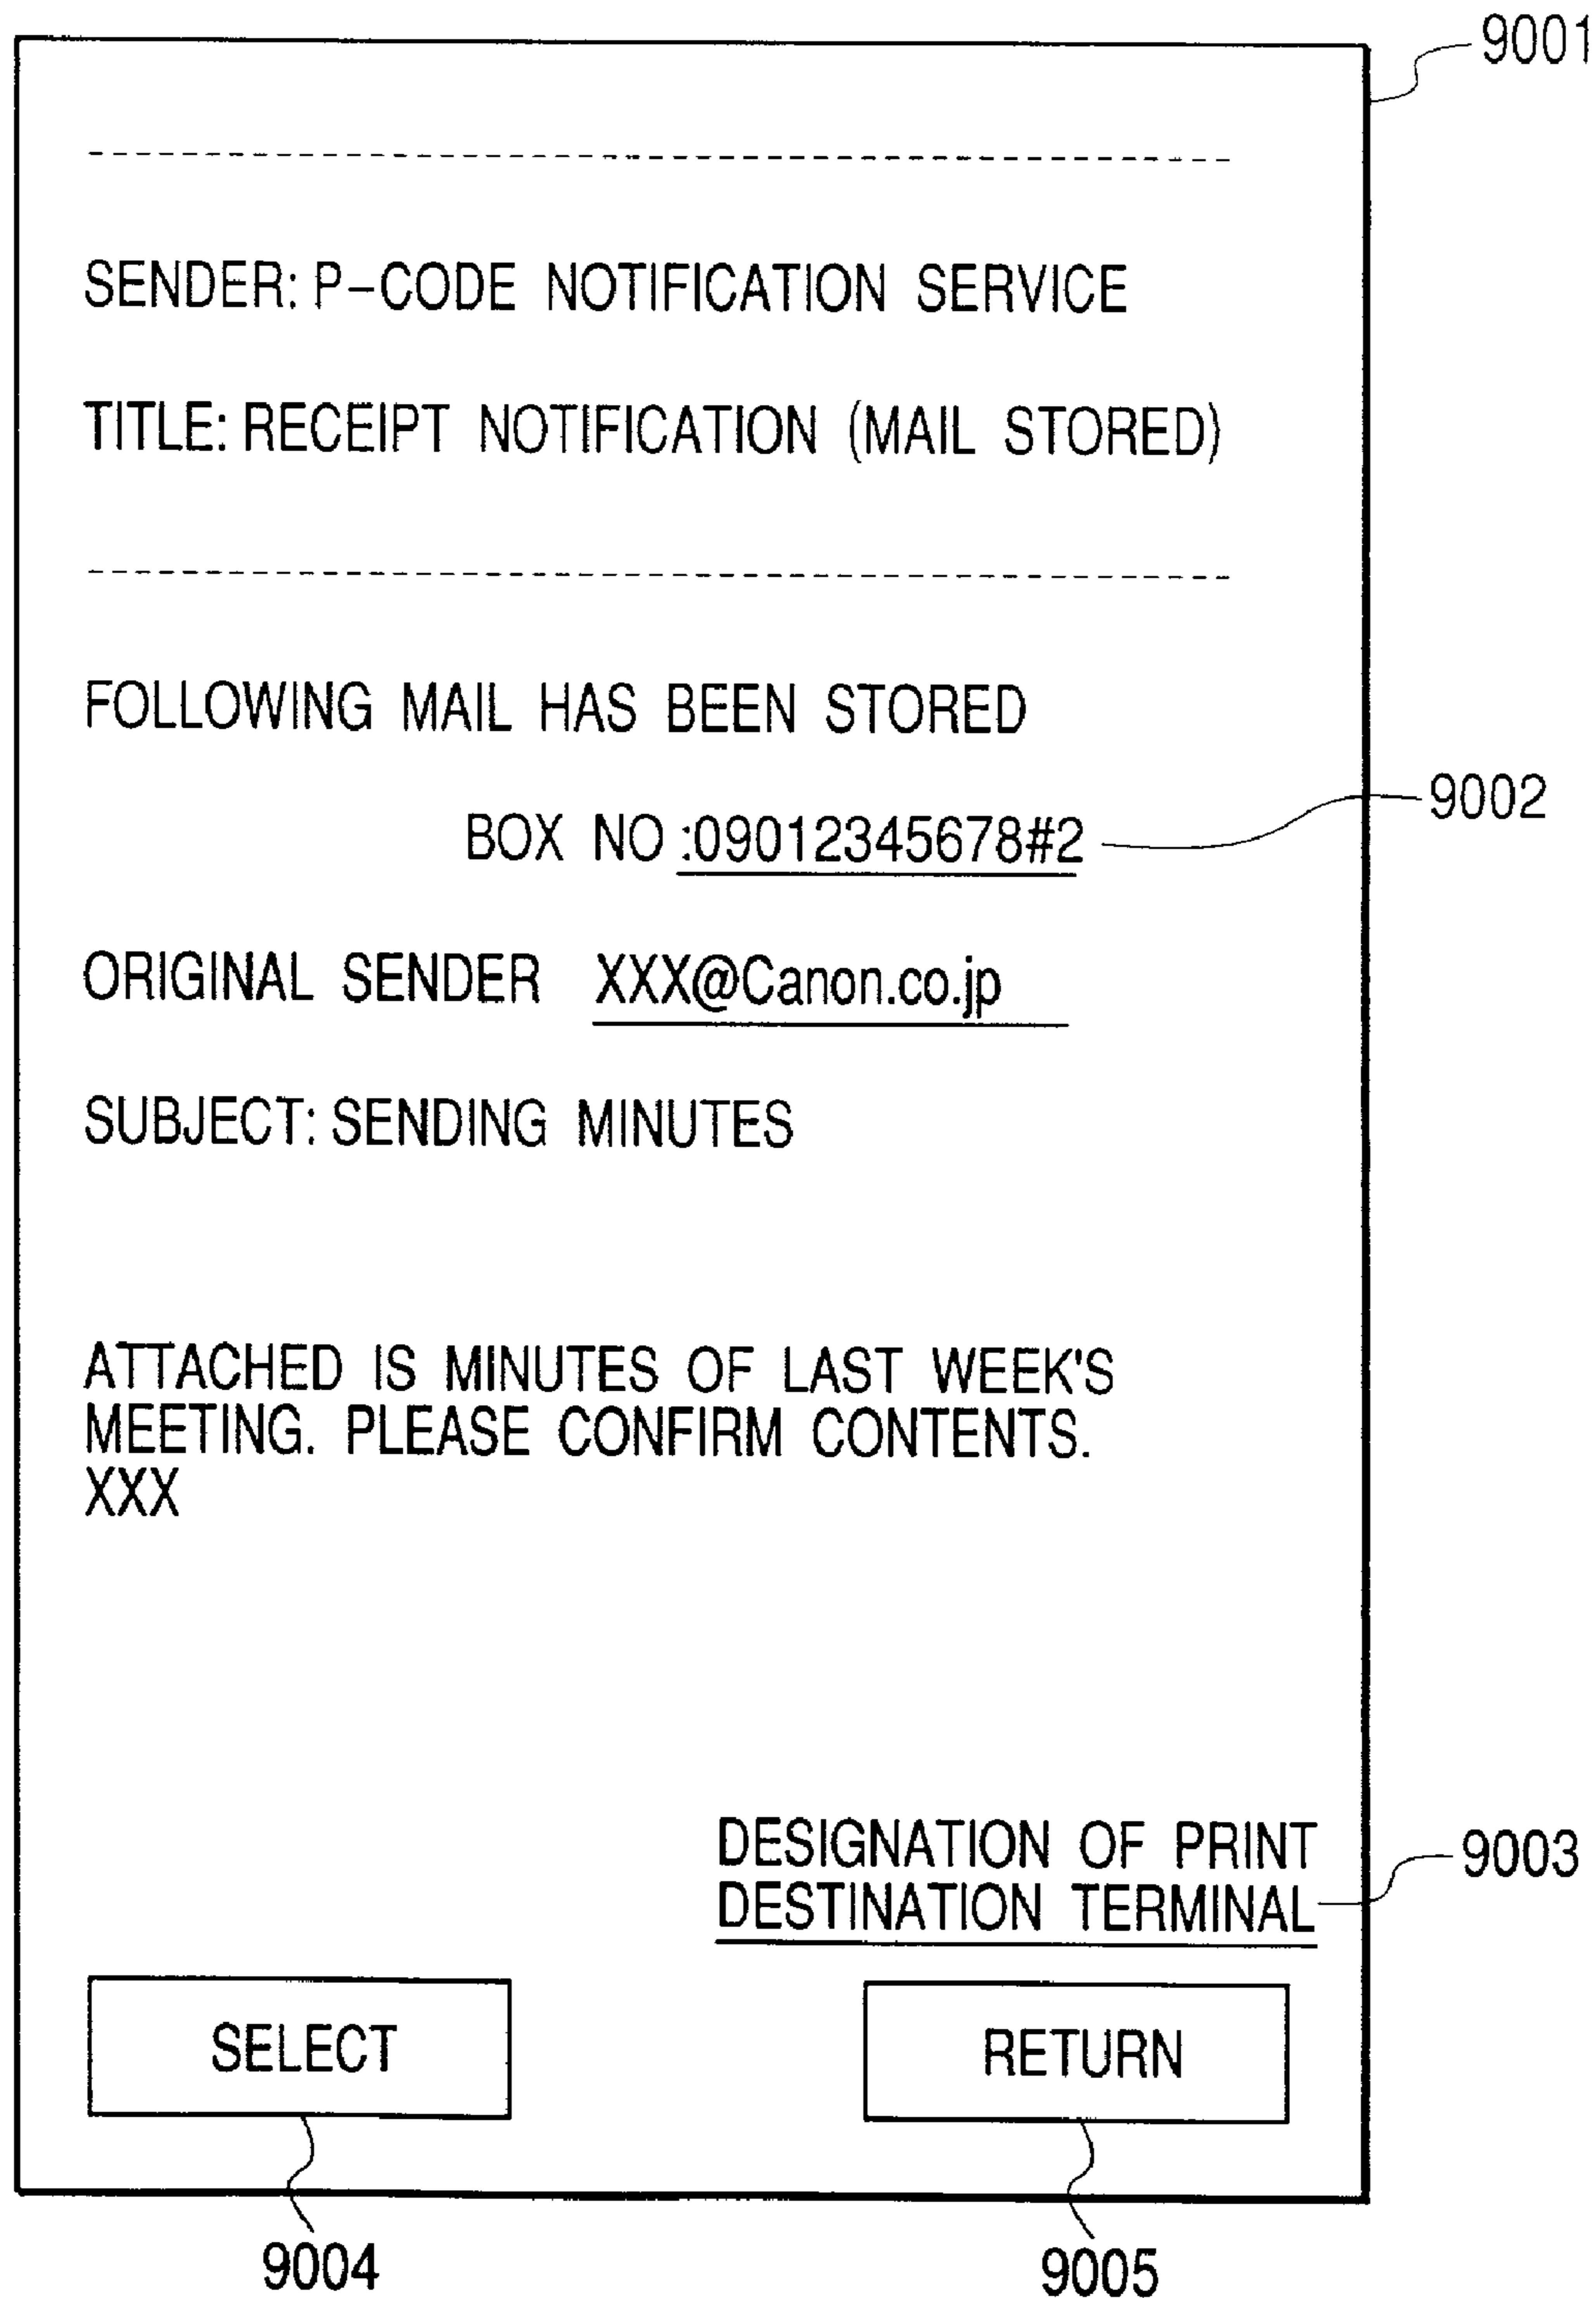 9001
SENDER: P-CODE NOTIFICATION SERVICE
TITLE: RECEIPT NOTIFICATION (MAIL STORED)
FOLLOWING MAIL HAS BEEN STORED
BOX NO :09012345678#2
9002
ORIGINAL SENDER XXX@Canon.co.jp
SUBJECT: SENDING MINUTES
ATTACHED IS MINUTES OF LAST WEEK'S
MEETING. PLEASE CONFIRM CONTENTS.
XXX
DESIGNATION OF PRINT
DESTINATION TERMINAL
9003
SELECT
RETURN
9004
9005